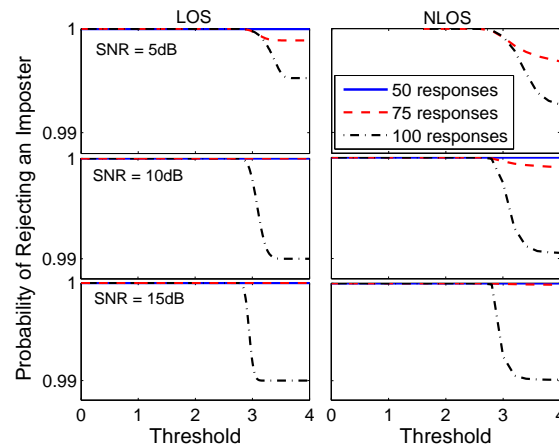 LOS
NLOS
Probability of Rejecting an Imposter
1
SNR = 5dB
0.99
50 responses
75 responses
100 responses
1
SNR = 10dB
0.99
1
SNR = 15dB
0.99
0 1 2 3 4
0 1 2 3 4
Threshold
Threshold